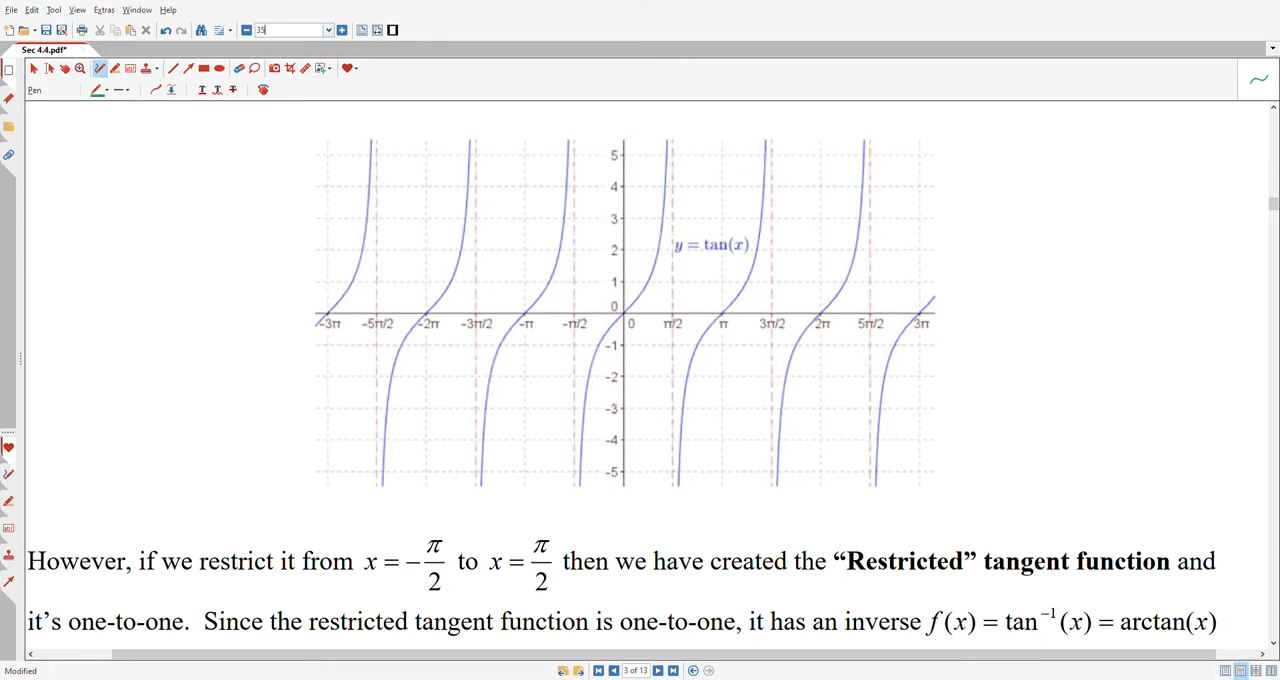 File Edit Tool View Extras Window Help
35
Sec 4.4.pdf*
Pen
5
4
3
2
1
0
-1
-2
-3
-4
-5
y = tan(x)
-3π -5π/2 -2π -3π/2 -π -π/2 0 π/2 π 3π/2 2π 5π/2 3π
However, if we restrict it from x = -π/2 to x = π/2 then we have created the “Restricted” tangent function and
it’s one-to-one. Since the restricted tangent function is one-to-one, it has an inverse f(x) = tan⁻¹(x) = arctan(x)
Modified
3 of 13